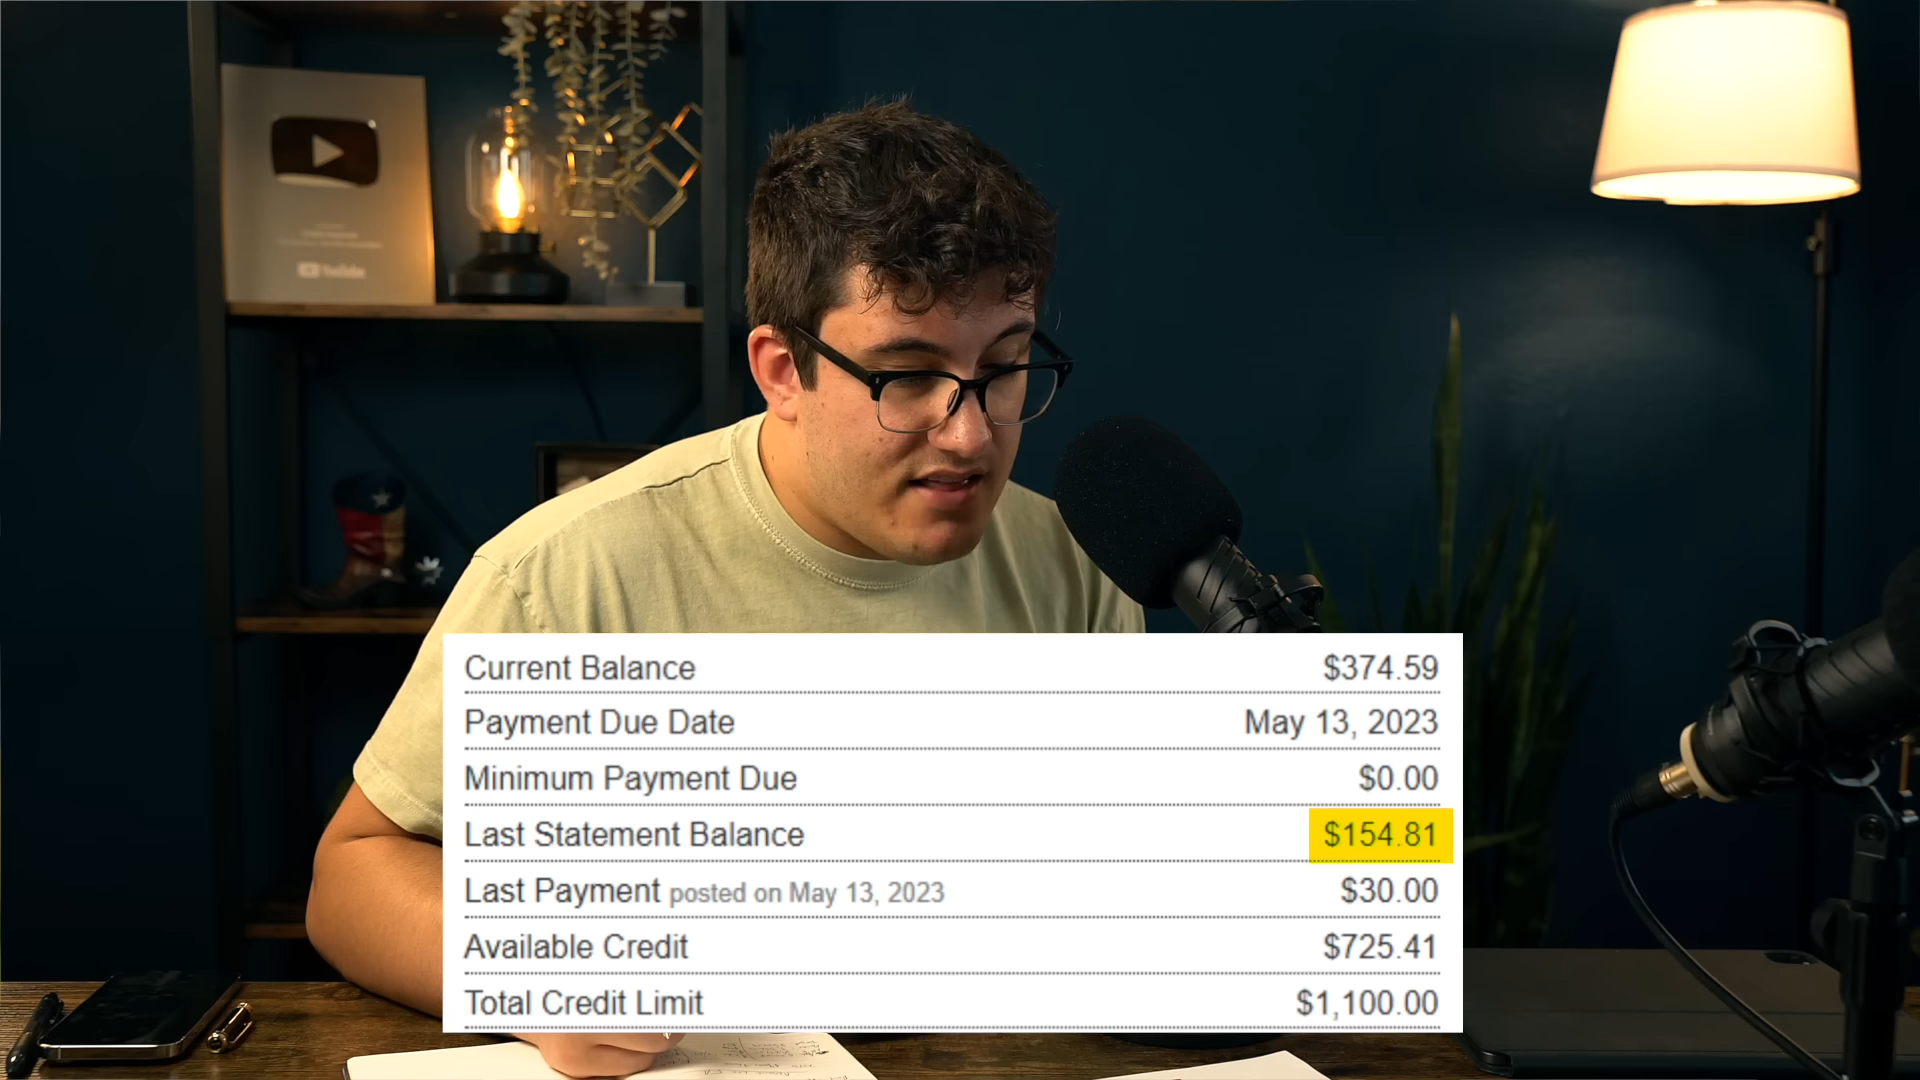 YouTube
Current Balance $374.59
Payment Due Date May 13, 2023
Minimum Payment Due $0.00
Last Statement Balance $154.81
Last Payment posted on May 13, 2023 $30.00
Available Credit $725.41
Total Credit Limit $1,100.00